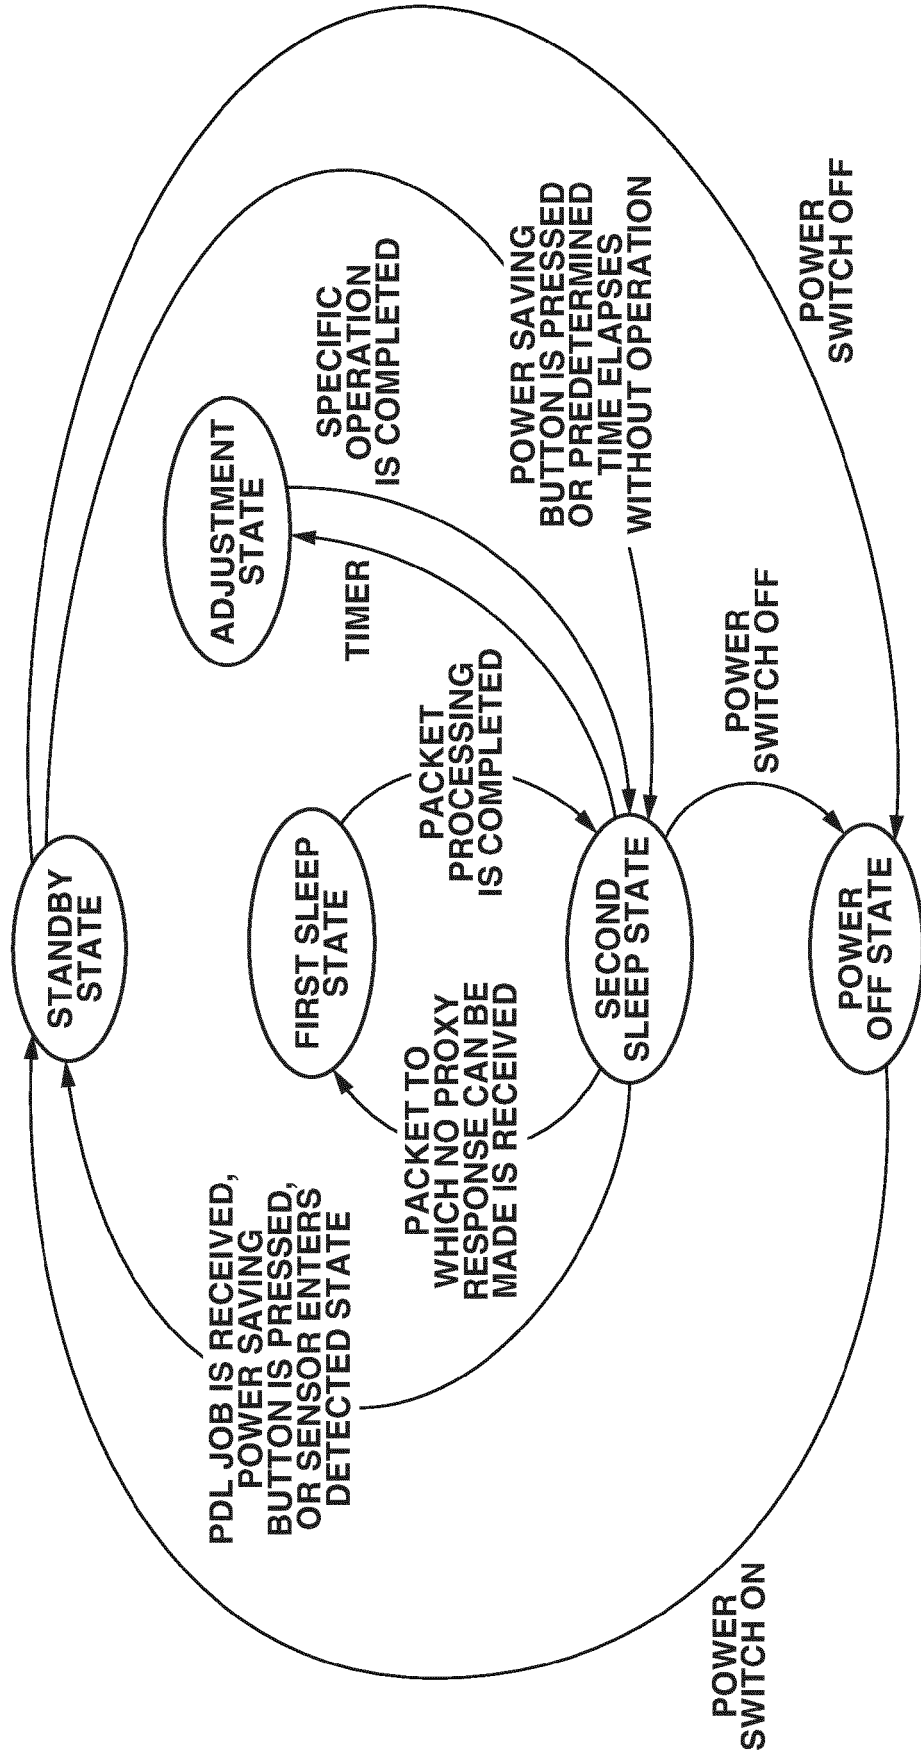 STANDBY
STATE
ADJUSTMENT
STATE
SPECIFIC
OPERATION
IS COMPLETED
TIMER
FIRST SLEEP
STATE
PDL JOB IS RECEIVED,
POWER SAVING
BUTTON IS PRESSED,
OR SENSOR ENTERS
DETECTED STATE
PACKET TO
WHICH NO PROXY
RESPONSE CAN BE
MADE IS RECEIVED
PACKET
PROCESSING
IS COMPLETED
POWER SAVING
BUTTON IS PRESSED
OR PREDETERMINED
TIME ELAPSES
WITHOUT OPERATION
SECOND
SLEEP STATE
POWER
SWITCH ON
POWER
SWITCH OFF
POWER
SWITCH OFF
POWER
OFF STATE